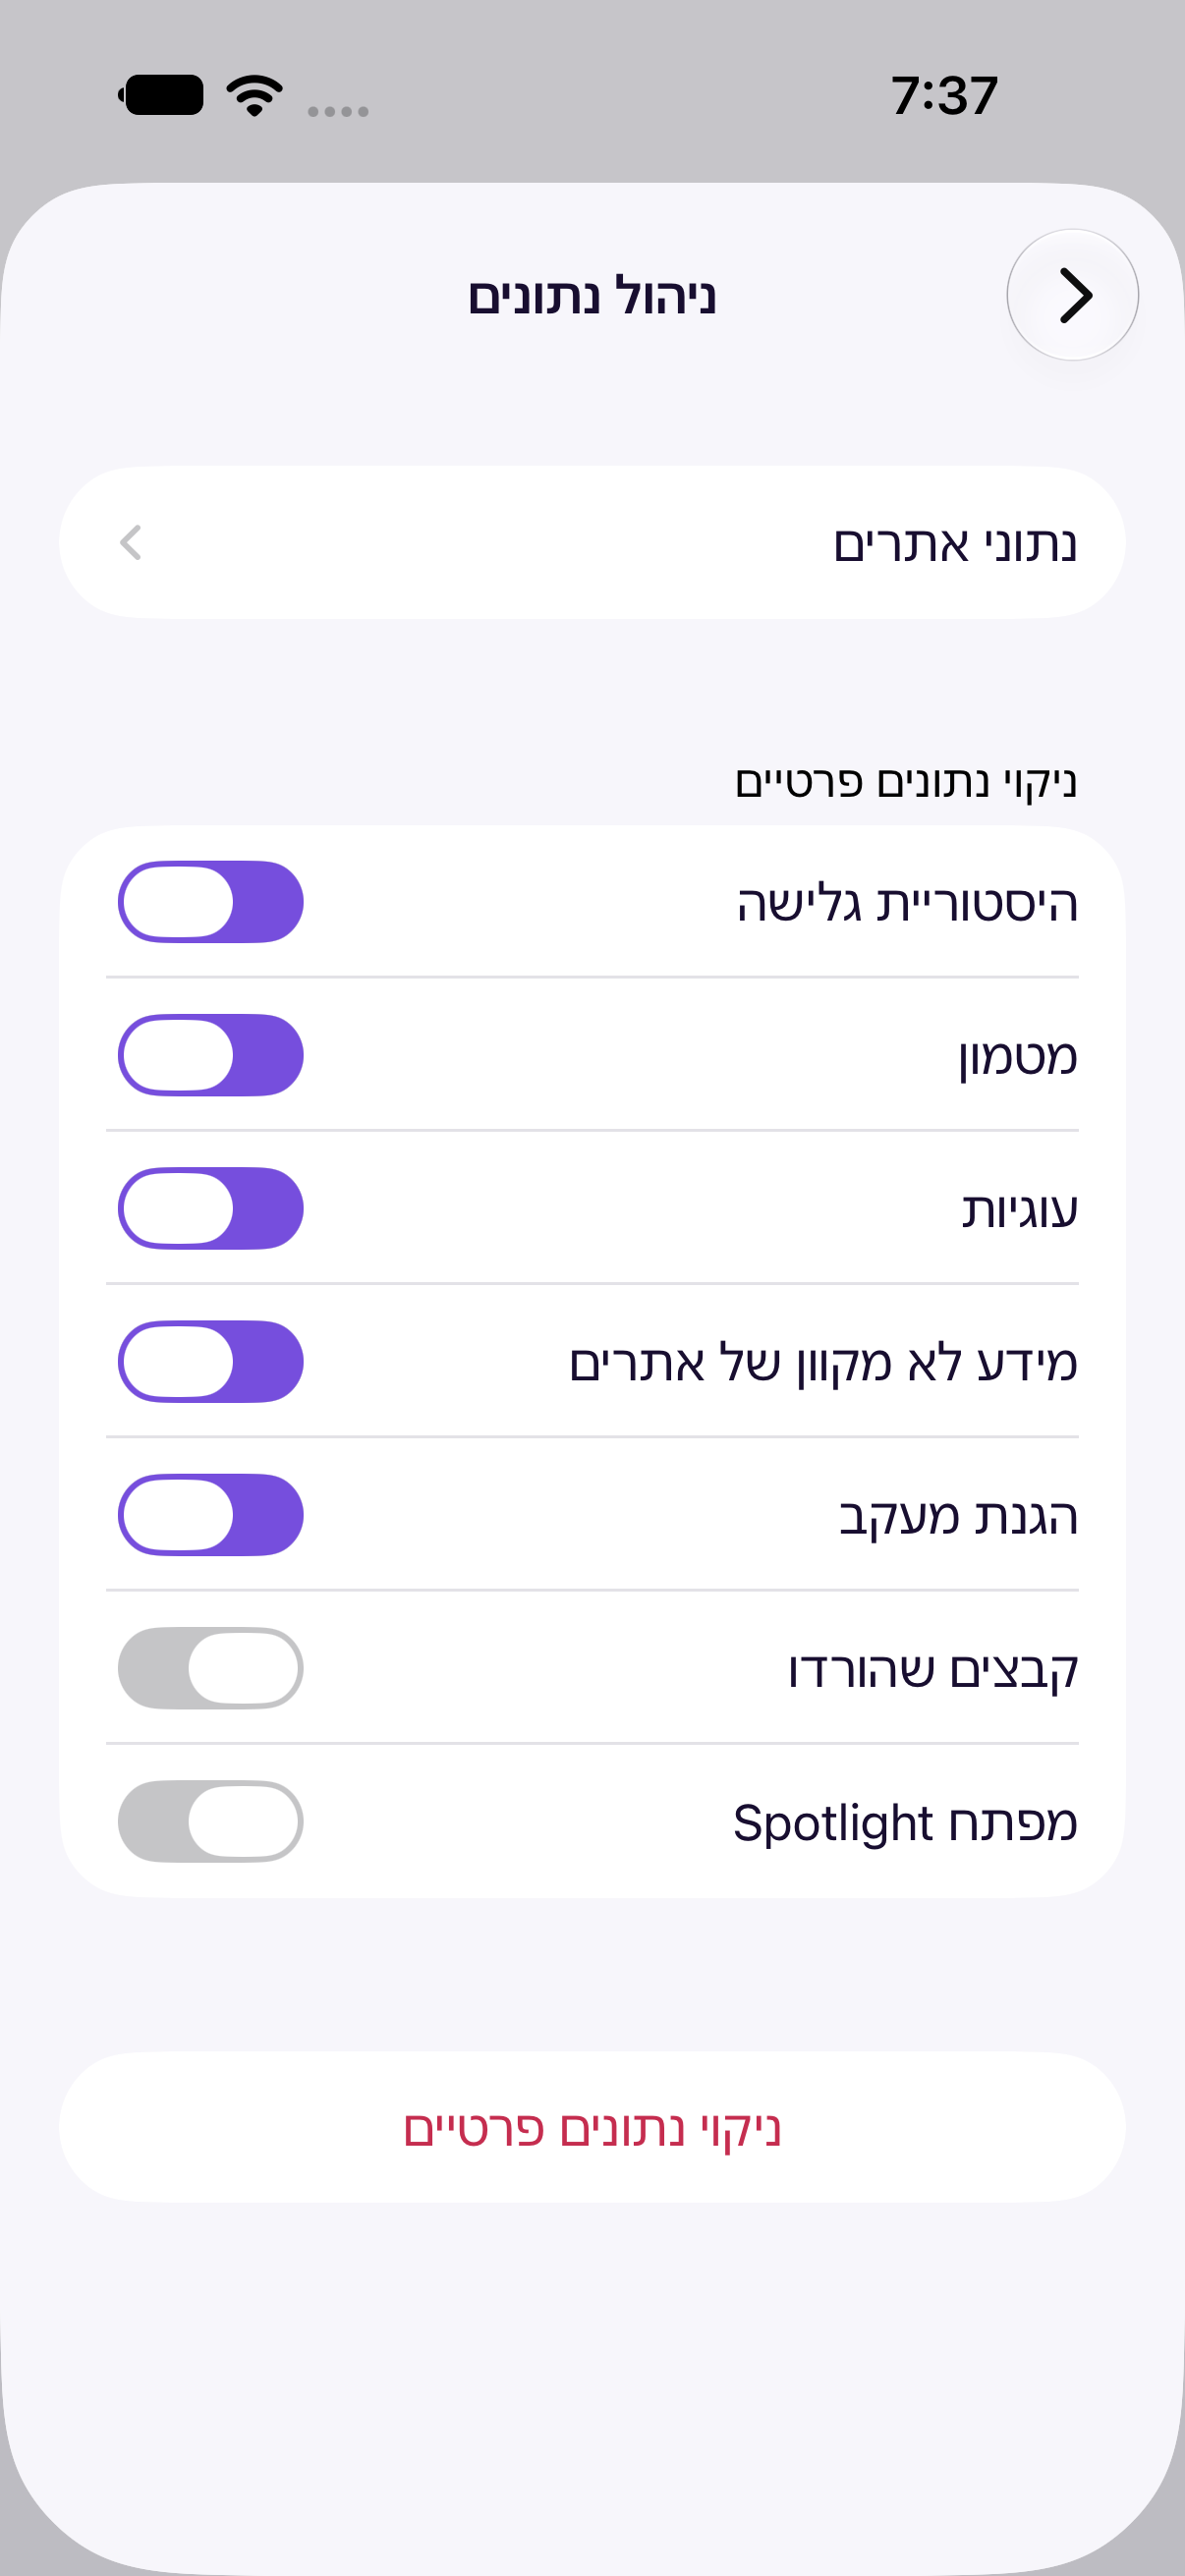 7:37
ניהול נתונים
נתוני אתרים
ניקוי נתונים פרטיים
היסטוריית גלישה
מטמון
עוגיות
מידע לא מקוון של אתרים
הגנת מעקב
קבצים שהורדו
מפתח Spotlight
ניקוי נתונים פרטיים